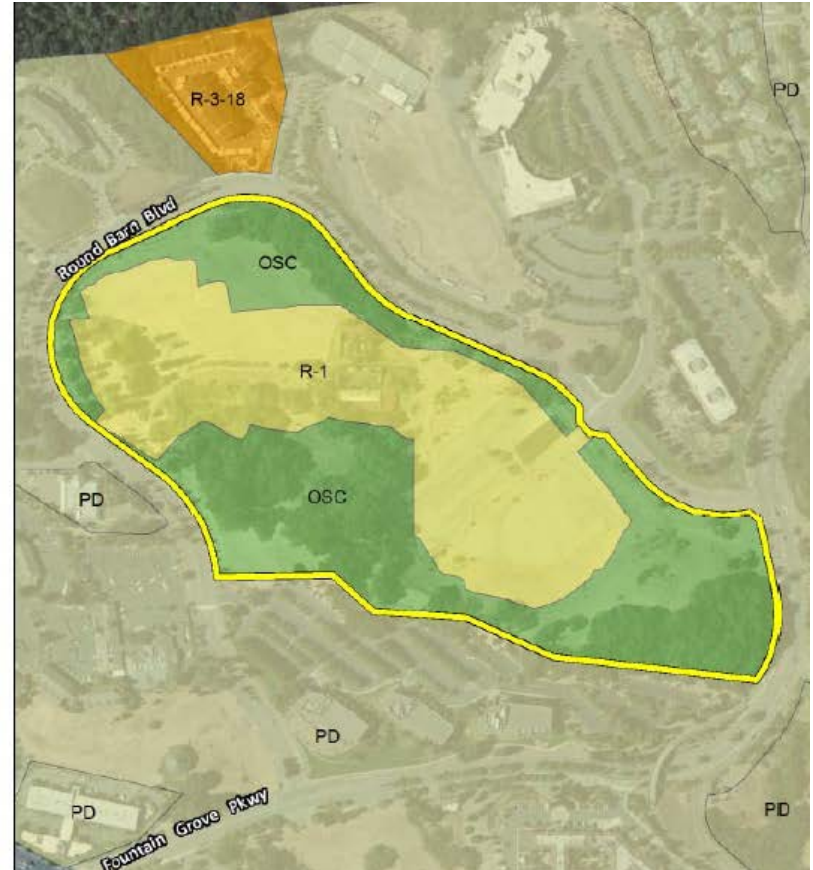 R-3-18
PD
Round Barn Blvd
OSC
R-1
PD
OSC
PD
PD
PD
Fountain Grove Pkwy